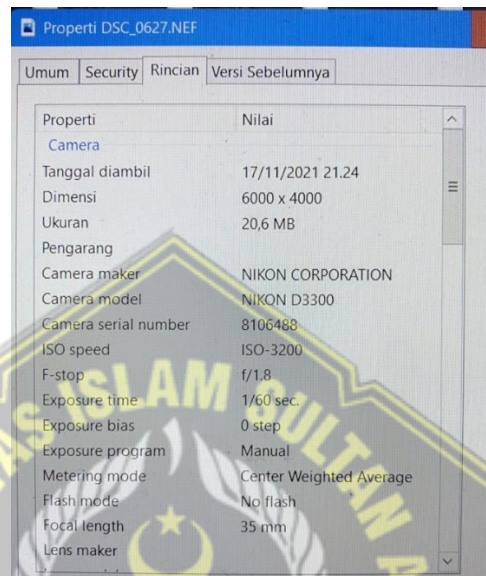 Properti DSC_0627.NEF
Umum Security Rincian Versi Sebelumnya
Properti Nilai
Camera
Tanggal diambil 17/11/2021 21.24
Dimensi 6000 x 4000
Ukuran 20,6 MB
Pengarang
Camera maker NIKON CORPORATION
Camera model NIKON D3300
Camera serial number 8106488
ISO speed ISO-3200
F-stop f/1.8
Exposure time 1/60 sec.
Exposure bias 0 step
Exposure program Manual
Metering mode Center Weighted Average
Flash mode No flash
Focal length 35 mm
Lens maker
AS ISLAM SULTAN A